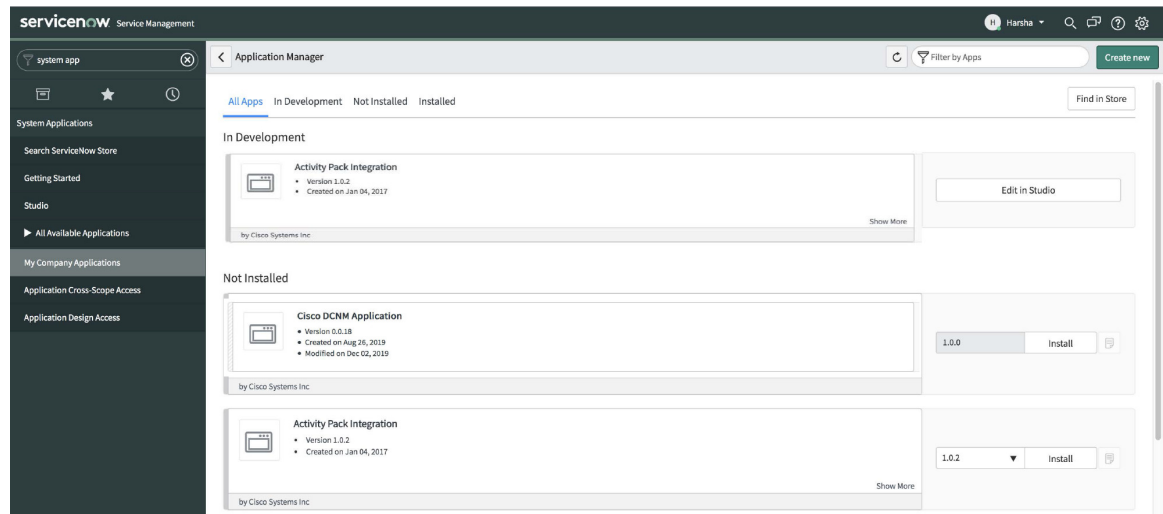 servicenow Service Management
H Harsha
system app
Application Manager
Filter by Apps
Create new
System Applications
Search ServiceNow Store
Getting Started
Studio
All Available Applications
My Company Applications
Application Cross-Scope Access
Application Design Access
All Apps In Development Not Installed Installed
Find in Store
In Development
Activity Pack Integration
• Version 1.0.2
• Created on Jan 04, 2017
Show More
by Cisco Systems Inc
Edit in Studio
Not Installed
Cisco DCNM Application
• Version 0.0.18
• Created on Aug 26, 2019
• Modified on Dec 02, 2019
by Cisco Systems Inc
1.0.0 Install
Activity Pack Integration
• Version 1.0.2
• Created on Jan 04, 2017
Show More
by Cisco Systems Inc
1.0.2 Install